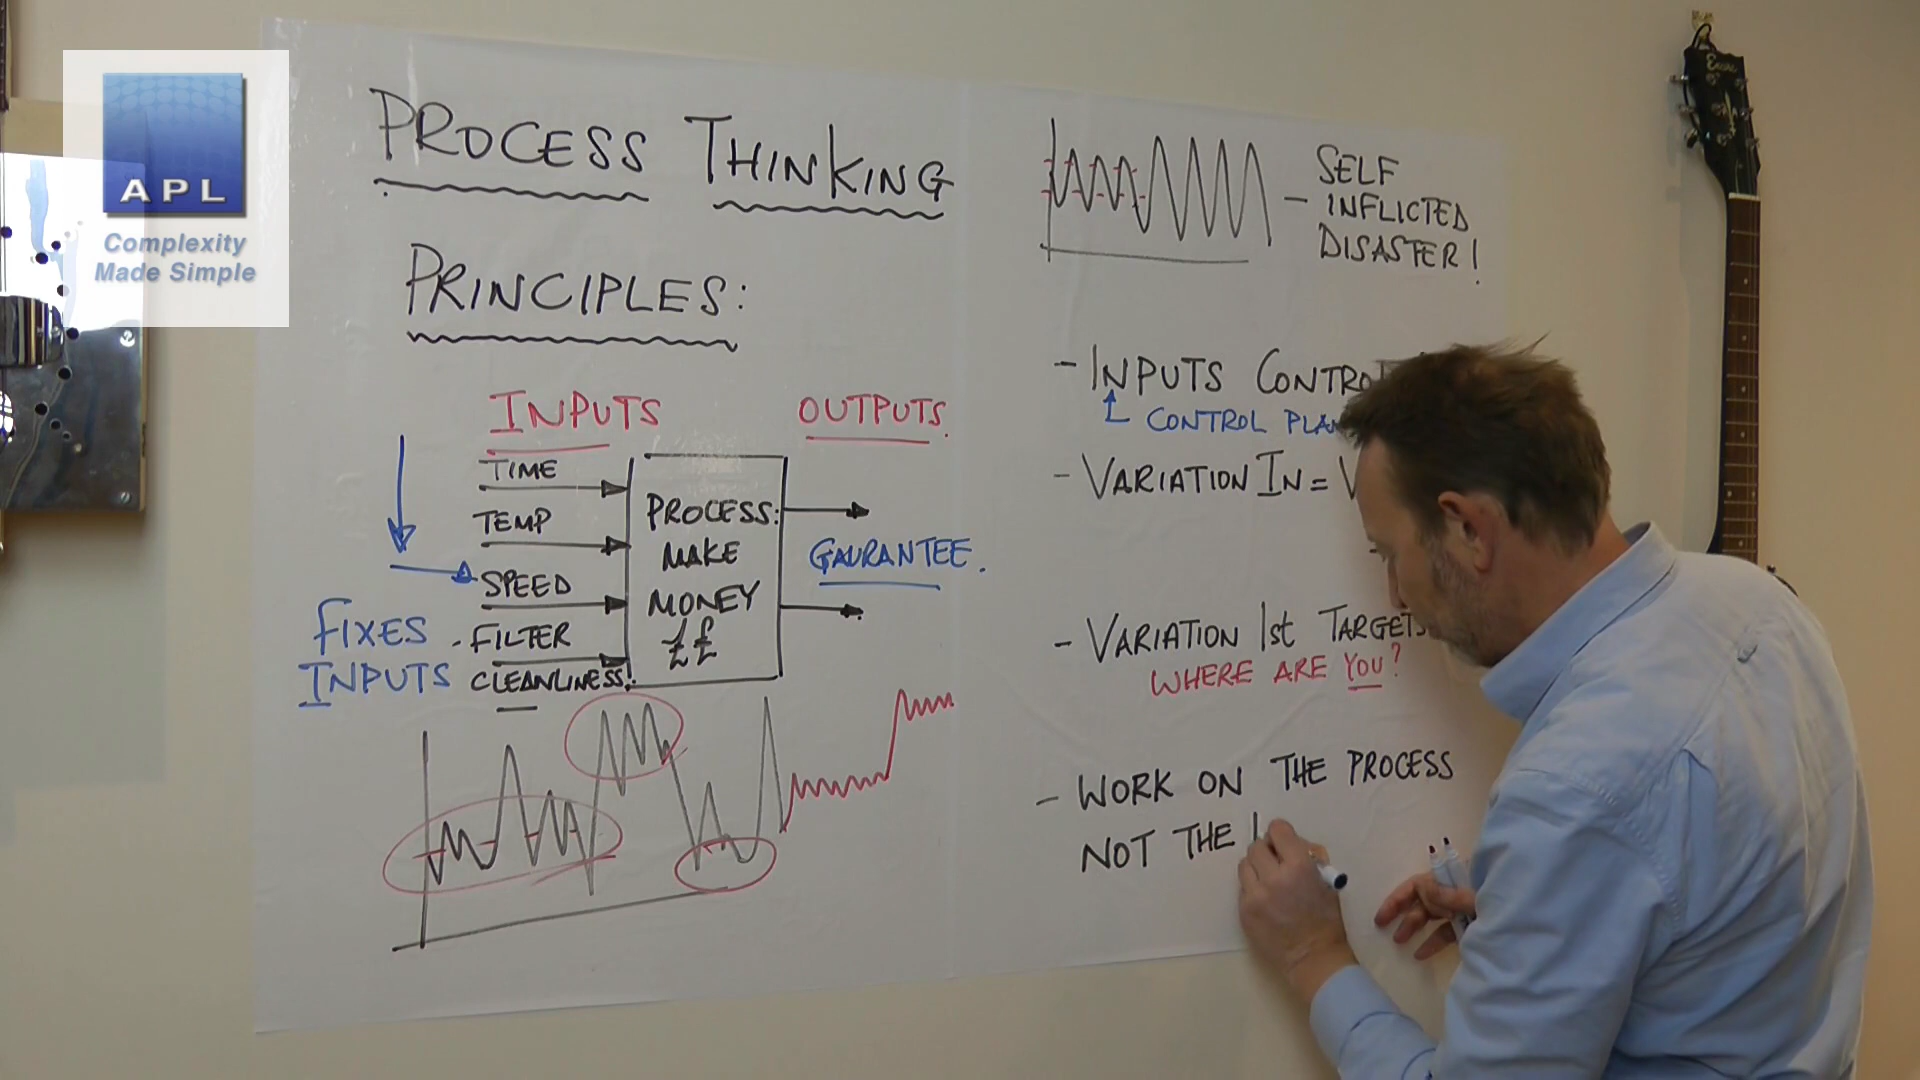 APL
Complexity
Made Simple
PROCESS THINKING
PRINCIPLES:
INPUTS
OUTPUTS.
TIME
TEMP
SPEED
FILTER
CLEANLINESS!
PROCESS:
MAKE
MONEY
££
GAURANTEE.
FIXES
INPUTS
SELF
INFLICTED
DISASTER!
- INPUTS CONTRO
CONTROL PLA
- VARIATION IN = V
- VARIATION 1st TARGETS
WHERE ARE YOU?
- WORK ON THE PROCESS
NOT THE